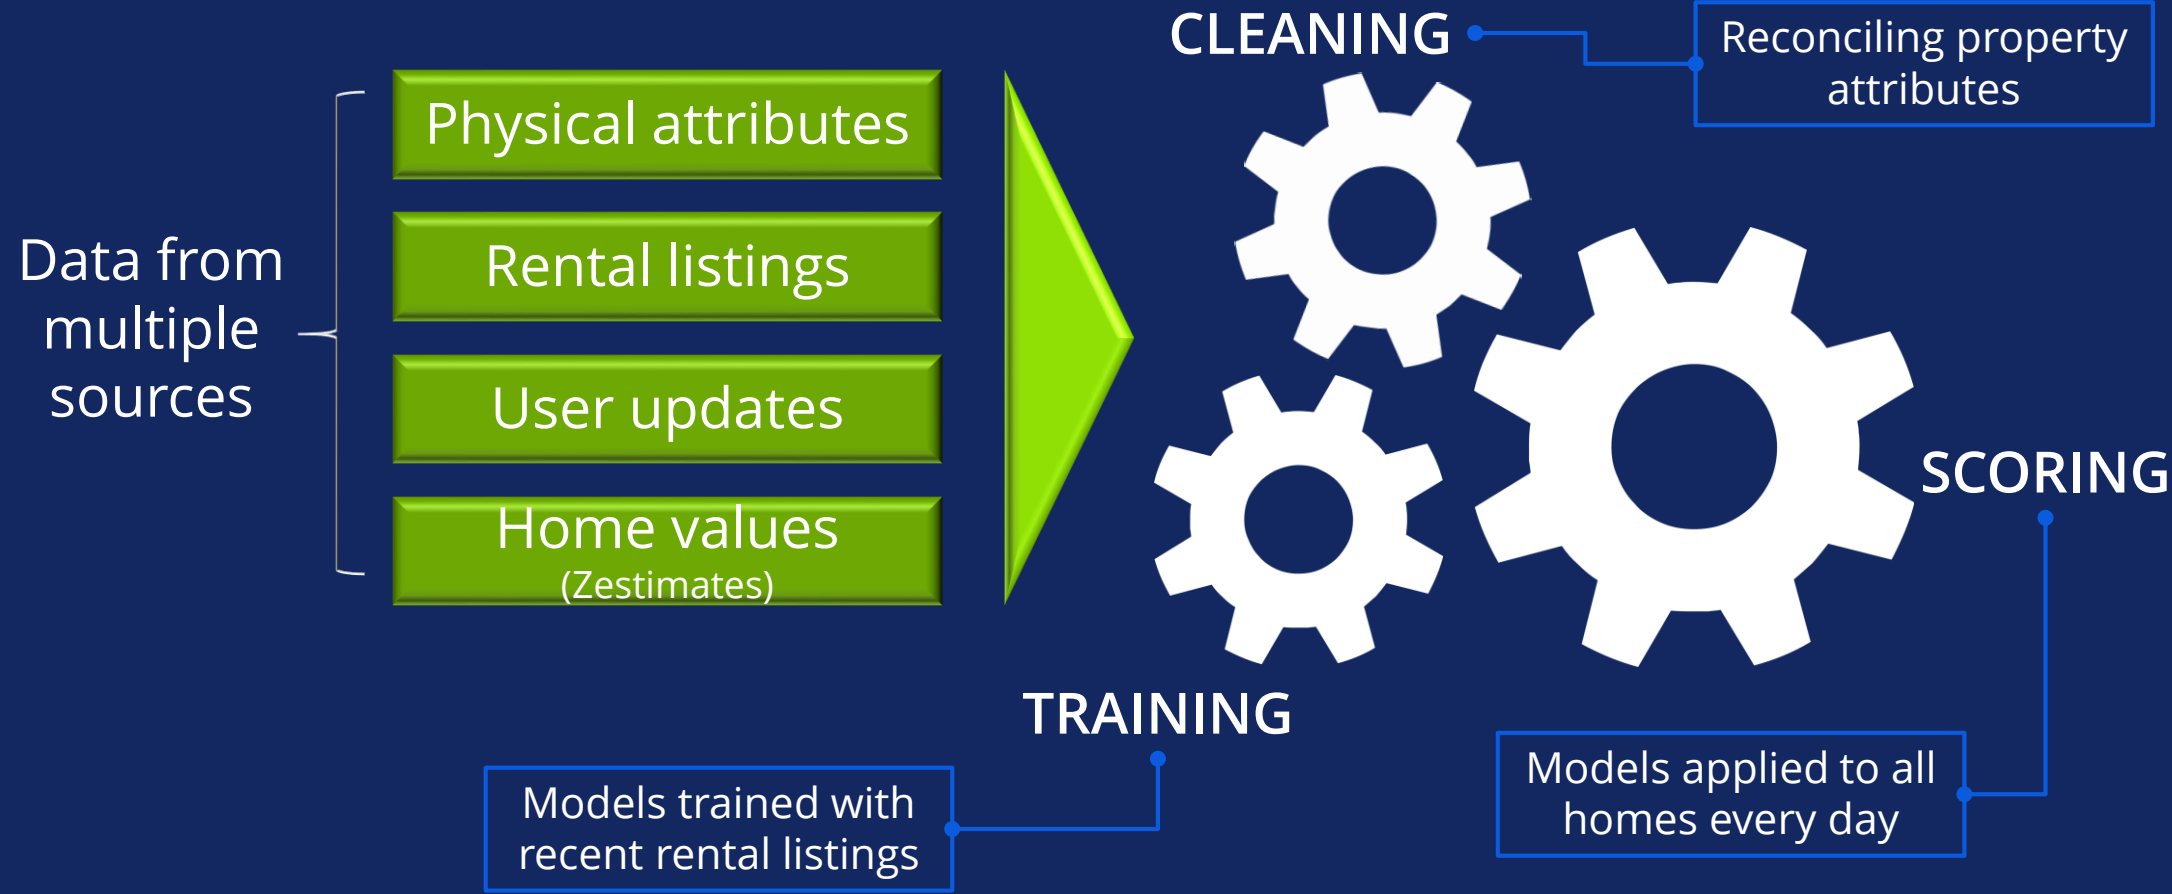 Data from
multiple
sources
Physical attributes
Rental listings
User updates
Home values
(Zestimates)
CLEANING
Reconciling property
attributes
TRAINING
Models trained with
recent rental listings
SCORING
Models applied to all
homes every day